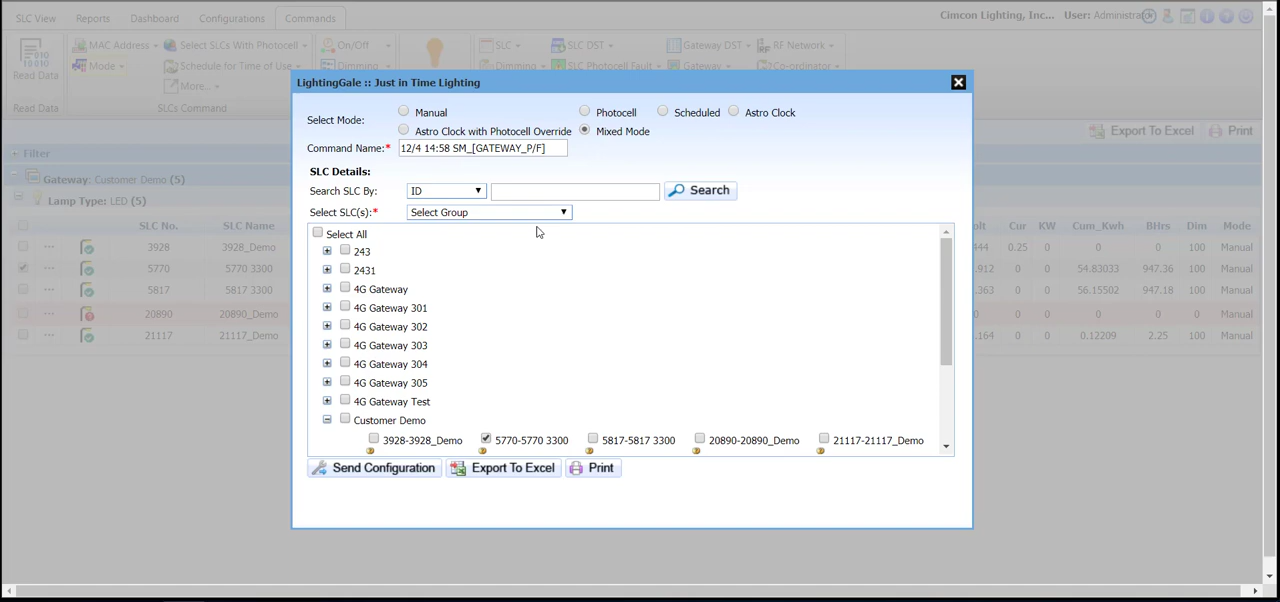 SLC View Reports Dashboard Configurations Commands Cimcon Lighting, Inc... User: Administra
Read Data MAC Address Select SLCs With Photocell On/Off SLC SLC DST Gateway DST RF Network
Mode Schedule for Time of Use Dimming Dimming SLC Photocell Fault Gateway Co-ordinator
More...
Read Data SLCs Command
LightingGale :: Just in Time Lighting
Select Mode: Manual Photocell Scheduled Astro Clock
Astro Clock with Photocell Override Mixed Mode
Command Name:* 12/4 14:58 SM_[GATEWAY_P/F]
Export To Excel Print
Filter
SLC Details:
Gateway: Customer Demo (5)
Search SLC By: ID Search
Lamp Type: LED (5)
Select SLC(s):* Select Group
SLC No. SLC Name olt Cur KW Cum_Kwh BHrs Dim Mode
Select All
3928 3928_Demo 444 0.25 0 0 0 100 Manual
243
5770 5770 3300 .912 0 0 54.83033 947.36 100 Manual
2431
5817 5817 3300 .363 0 0 56.15502 947.18 100 Manual
4G Gateway
4G Gateway 301
20890 20890_Demo 0 0 0 0 0 Manual
4G Gateway 302
21117 21117_Demo .164 0 0 0.12209 2.25 100 Manual
4G Gateway 303
4G Gateway 304
4G Gateway 305
4G Gateway Test
Customer Demo
3928-3928_Demo 5770-5770 3300 5817-5817 3300 20890-20890_Demo 21117-21117_Demo
Send Configuration Export To Excel Print